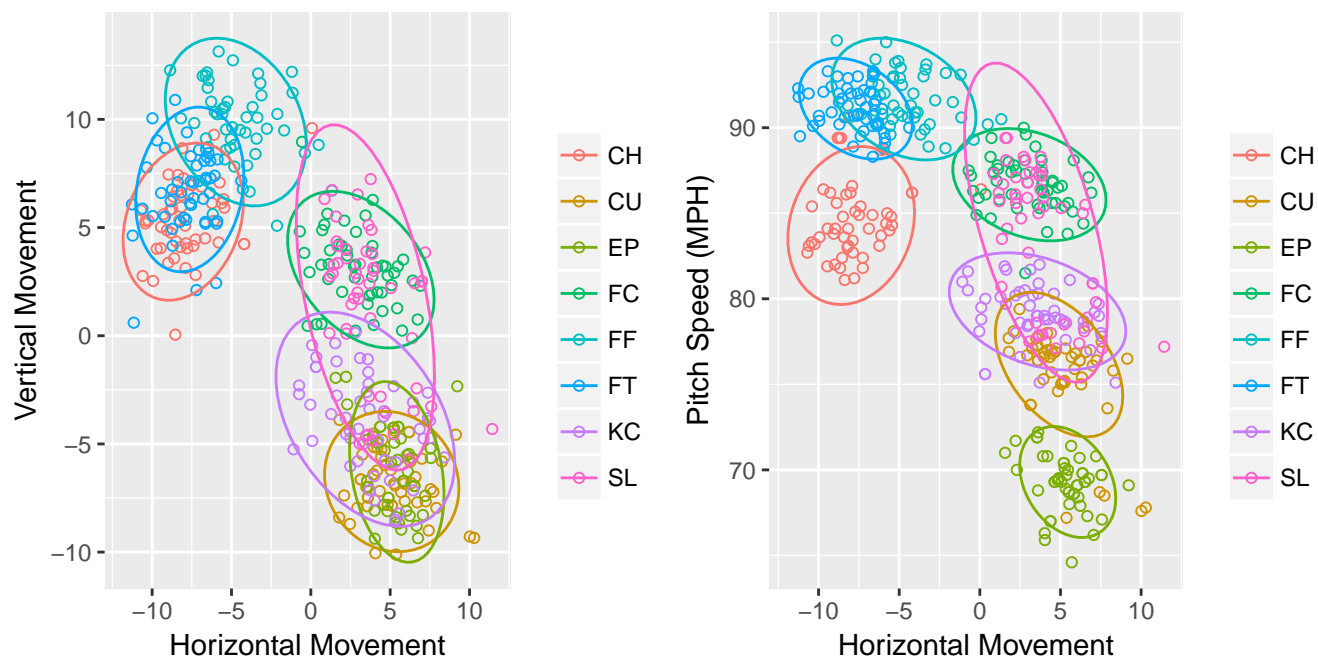 Vertical Movement
10
5
0
−5
−10
−10 −5 0 5 10
Horizontal Movement
CH
CU
EP
FC
FF
FT
KC
SL
Pitch Speed (MPH)
90
80
70
−10 −5 0 5 10
Horizontal Movement
CH
CU
EP
FC
FF
FT
KC
SL